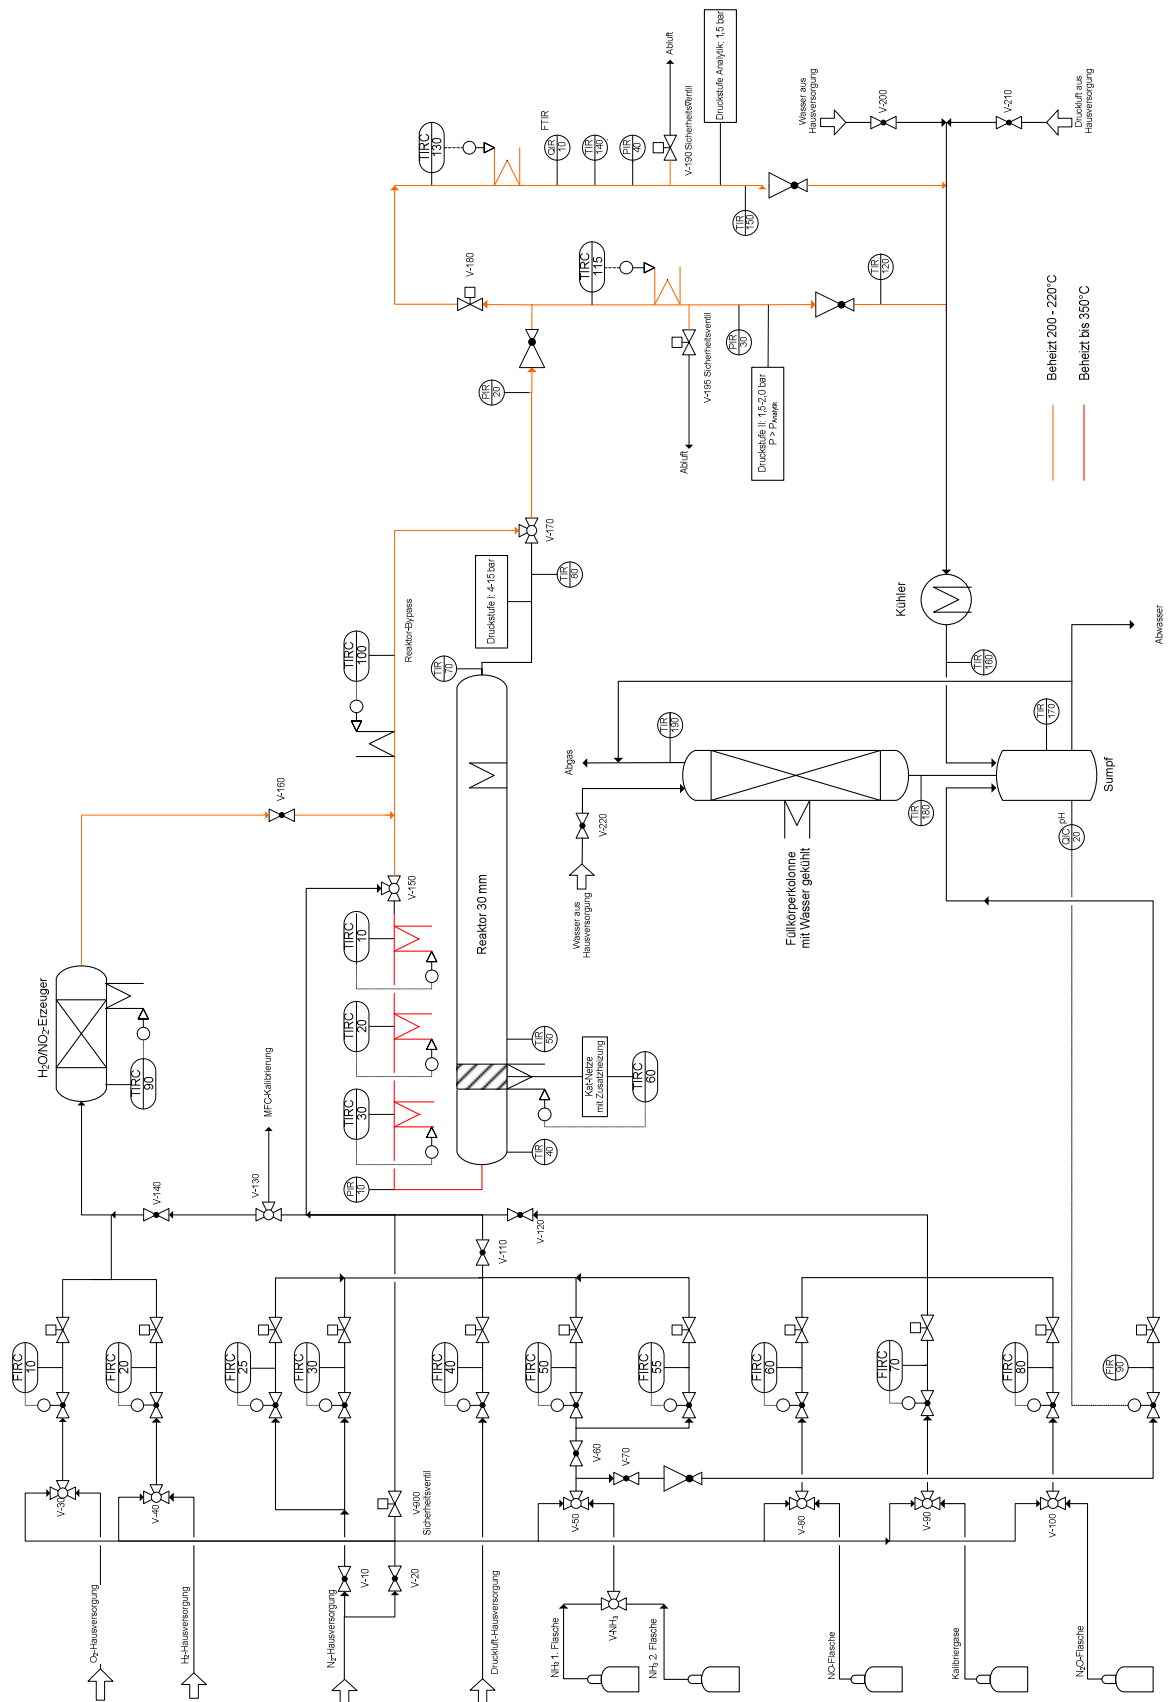 TIRC
130
FTIR
QIR
10
TIR
140
PIR
40
Abluft
V-190 Sicherheitsventil
Druckstufe Analytik: 1,5 bar
TIR
150
Wasser aus
Hausversorgung
V-200
V-210
Druckluft aus
Hausversorgung
V-180
TIRC
115
V-195 Sicherheitsventil
Abluft
PIR
30
Druckstufe II: 1,5-2,0 bar
P > PAnalytik
TIR
120
PIR
20
Beheizt 200 - 220°C
Beheizt bis 350°C
V-170
TIR
80
Druckstufe I: 4-15 bar
Reaktor-Bypass
TIRC
100
TIR
70
Kühler
TIR
160
Abwasser
TIR
170
Sumpf
QIC
20
pH
TIR
190
Abgas
V-220
Wasser aus
Hausversorgung
TIR
180
Füllkörperkolonne
mit Wasser gekühlt
V-160
V-150
Reaktor 30 mm
TIRC
10
TIRC
20
TIRC
30
TIR
50
TIR
40
Kat-Netze
mit Zusatzheizung
TIRC
60
PIR
10
H₂O/NO₂-Erzeuger
TIRC
90
MFC-Kalibrierung
V-140
V-130
V-110
V-120
FIRC
10
FIRC
20
FIRC
25
FIRC
30
FIRC
40
FIRC
50
FIRC
55
FIRC
60
FIRC
70
FIRC
80
FIR
90
V-30
V-40
V-900
Sicherheitsventil
V-60
V-70
V-50
V-80
V-90
V-100
V-10
V-20
V-NH₃
O₂-Hausversorgung
H₂-Hausversorgung
N₂-Hausversorgung
Druckluft-Hausversorgung
NH₃ 1. Flasche
NH₃ 2. Flasche
NO-Flasche
Kalibriergase
N₂O-Flasche